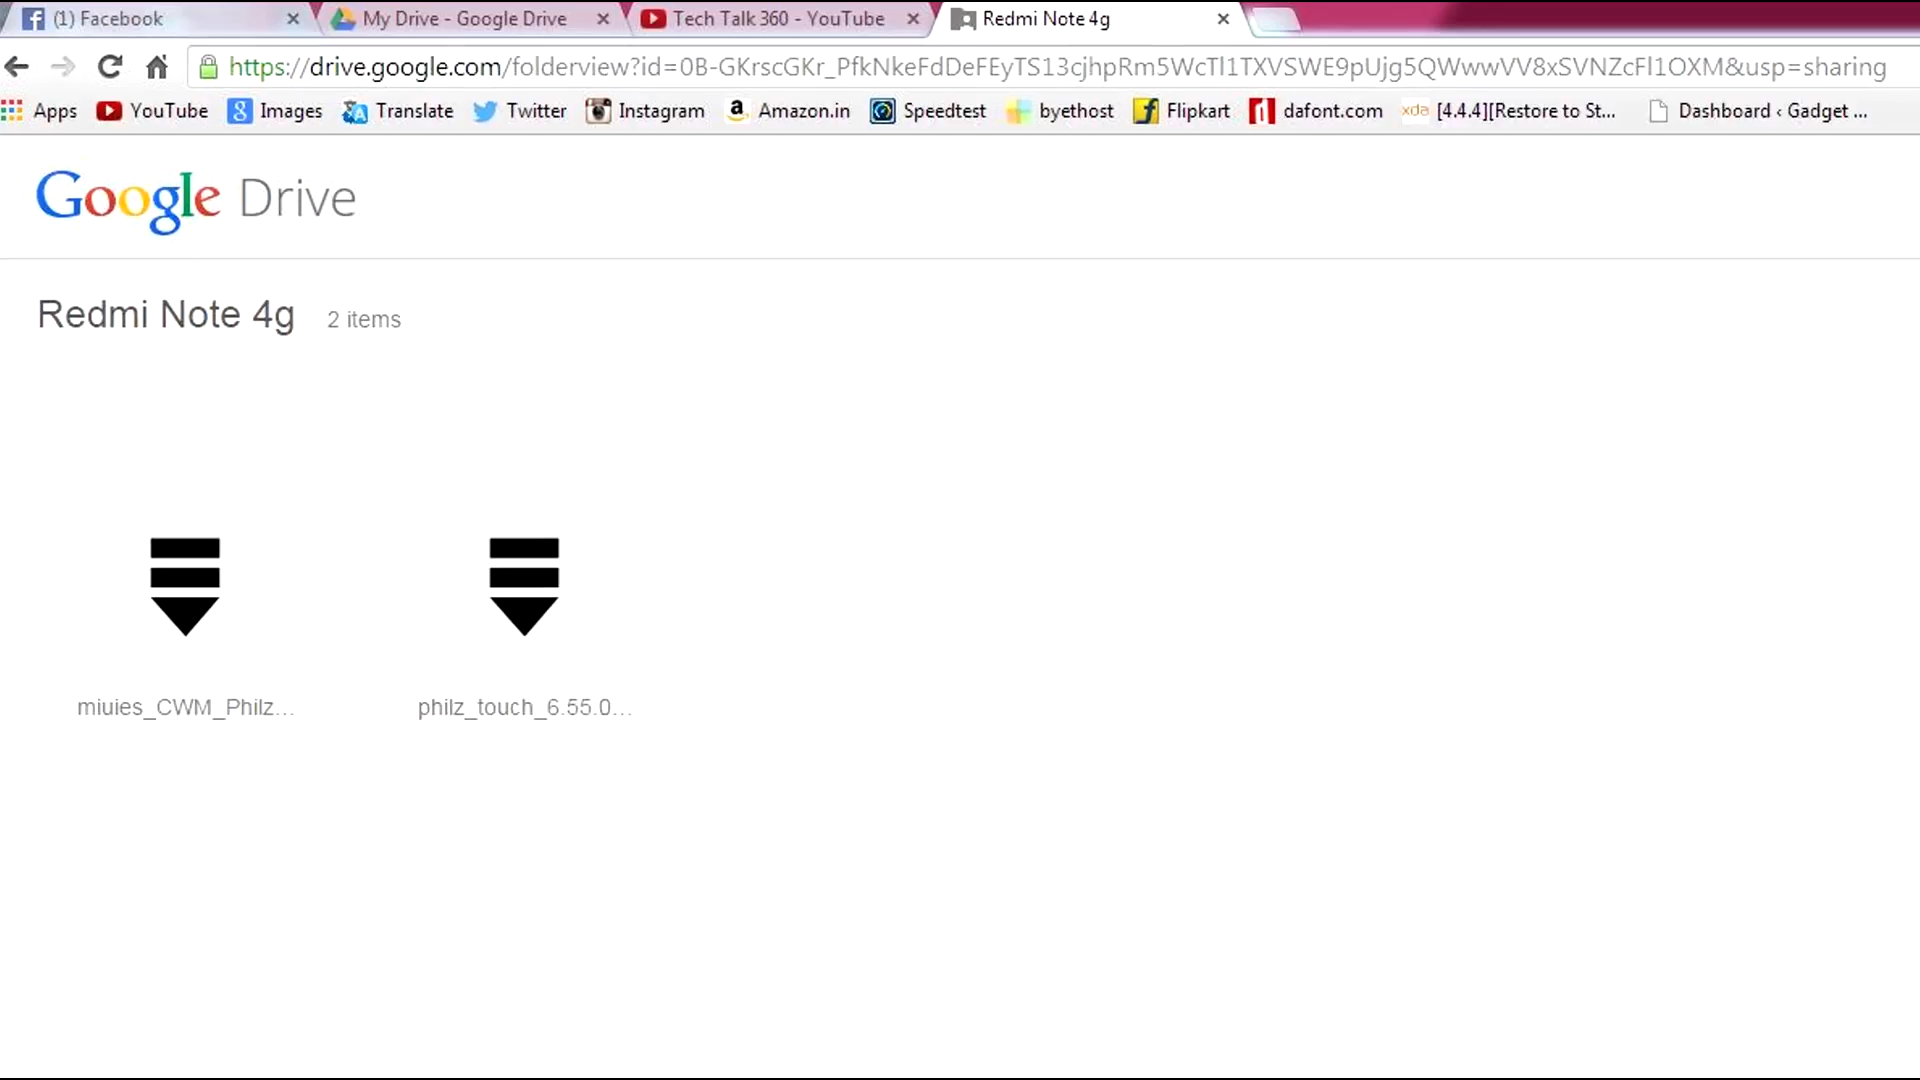 (1) Facebook
My Drive - Google Drive
Tech Talk 360 - YouTube
Redmi Note 4g
https://drive.google.com/folderview?id=0B-GKrscGKr_PfkNkeFdDeFEyTS13cjhpRm5WcTl1TXVSWE9pUjg5QWwwVV8xSVNZcFl1OXM&usp=sharing
Apps YouTube Images Translate Twitter Instagram Amazon.in Speedtest byethost Flipkart dafont.com xda [4.4.4][Restore to St... Dashboard ‹ Gadget ...
Google Drive
Redmi Note 4g 2 items
miuies_CWM_Philz...
philz_touch_6.55.0...